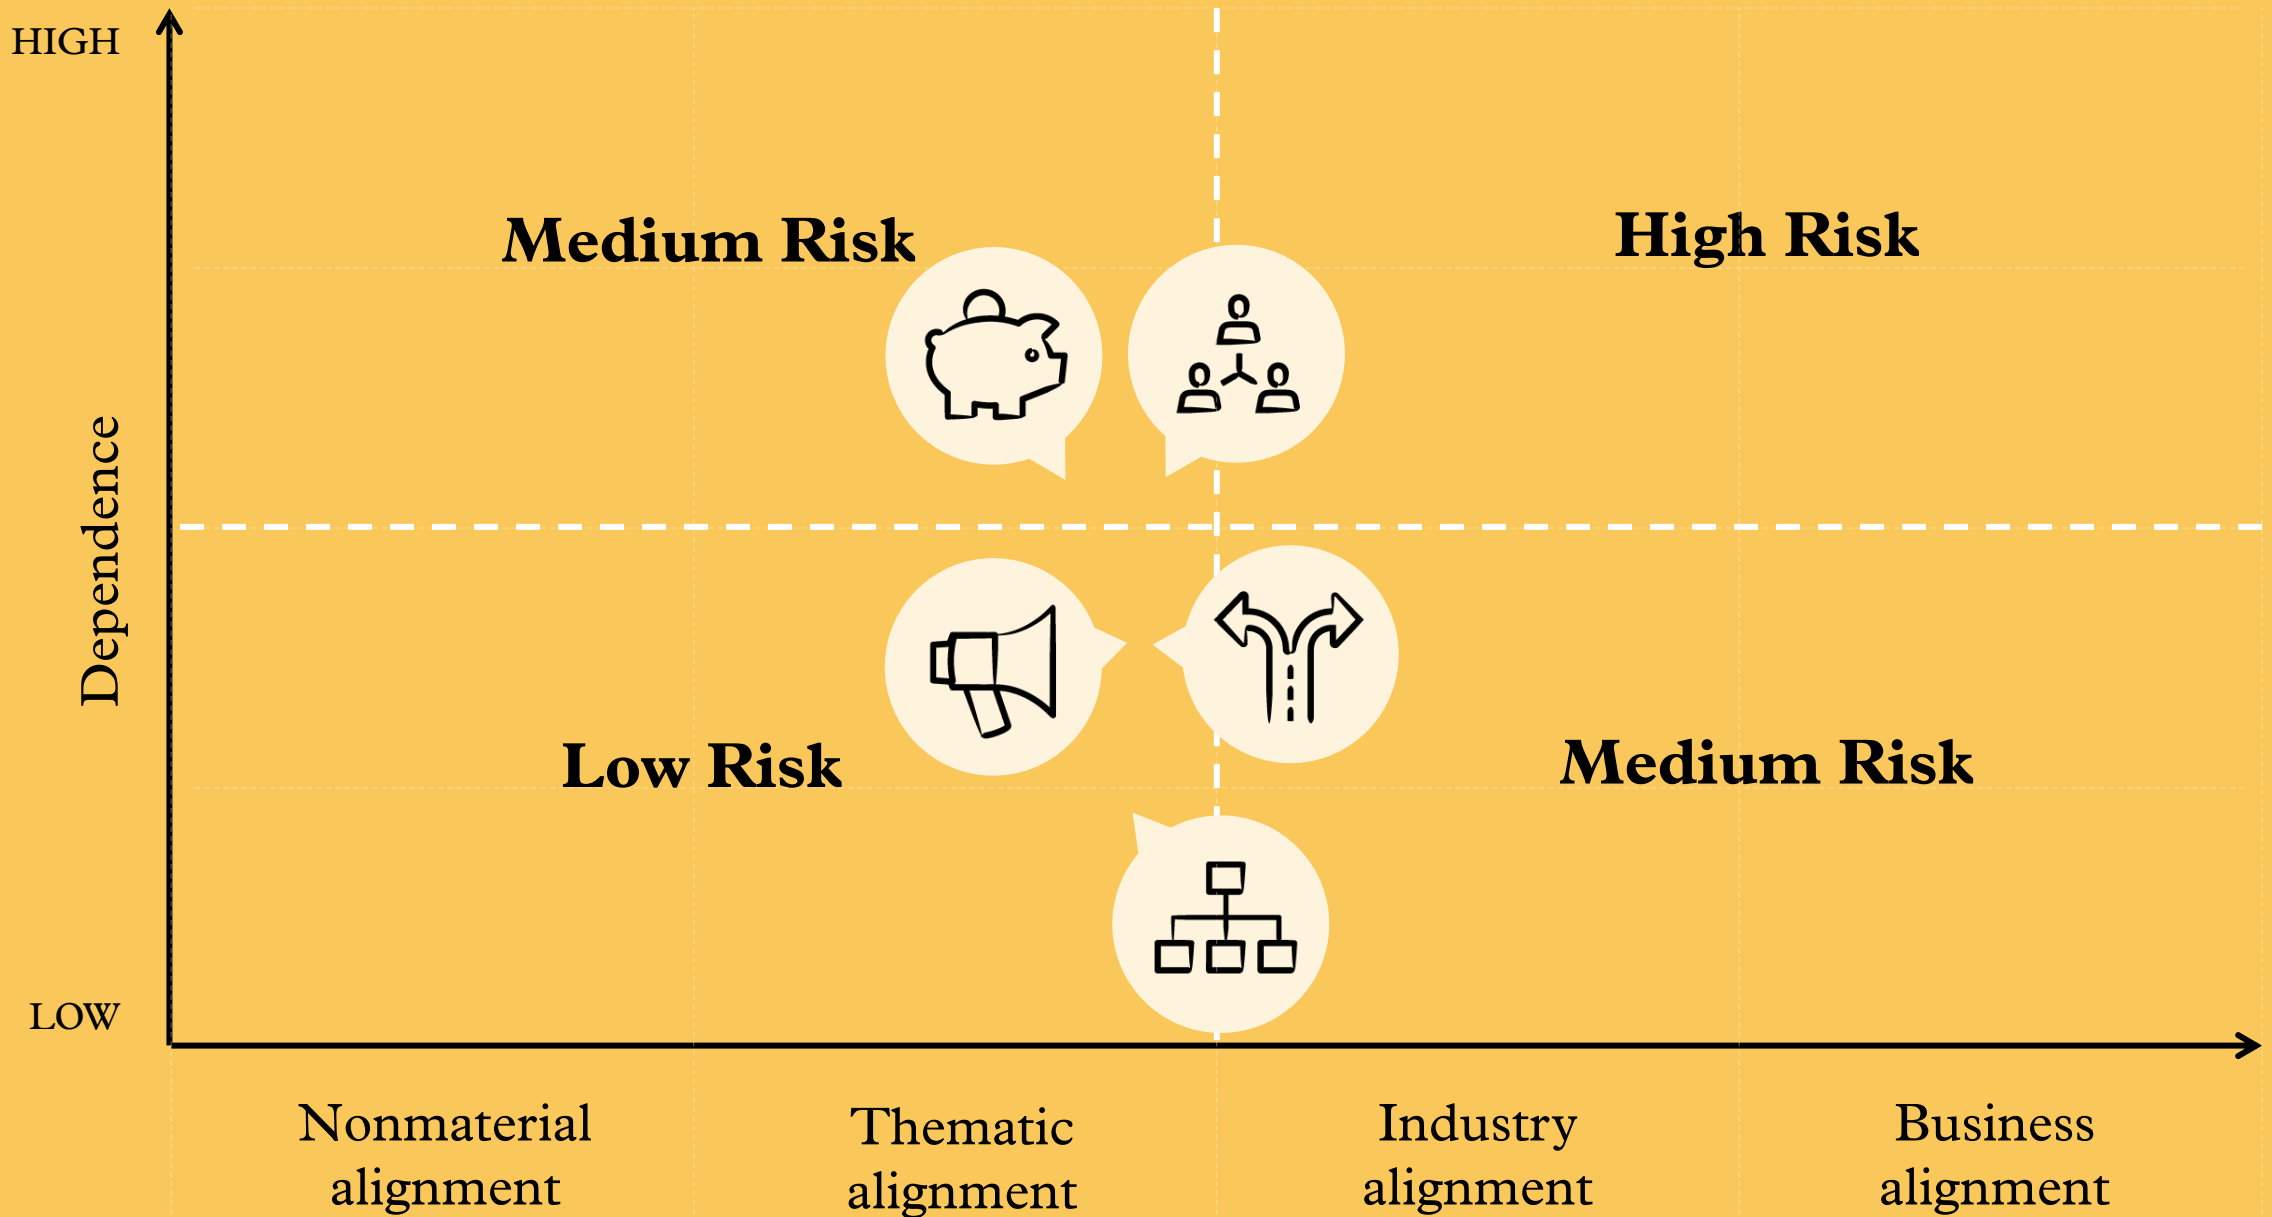 HIGH
Medium Risk
High Risk
Dependence
Low Risk
Medium Risk
LOW
Nonmaterial
alignment
Thematic
alignment
Industry
alignment
Business
alignment